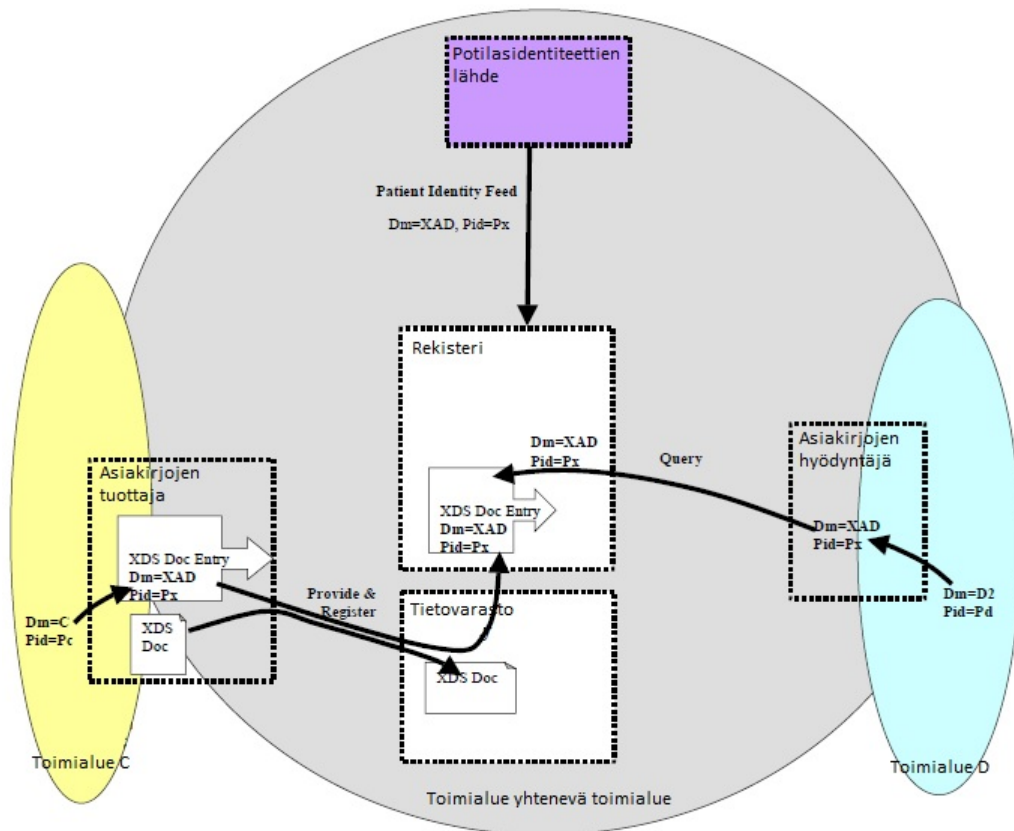 Potilasidentiteettien
lähde
Patient Identity Feed
Dm=XAD, Pid=Px
Rekisteri
Dm=XAD
Pid=Px
XDS Doc Entry
Dm=XAD
Pid=Px
Query
Asiakirjojen
hyödyntäjä
Dm=XAD
Pid=Px
Dm=D2
Pid=Pd
Asiakirjojen
tuottaja
XDS Doc Entry
Dm=XAD
Pid=Px
Dm=C
Pid=Pc
XDS
Doc
Provide &
Register
Tietovarasto
XDS Doc
Toimialue C
Toimialue D
Toimialue yhtenevä toimialue